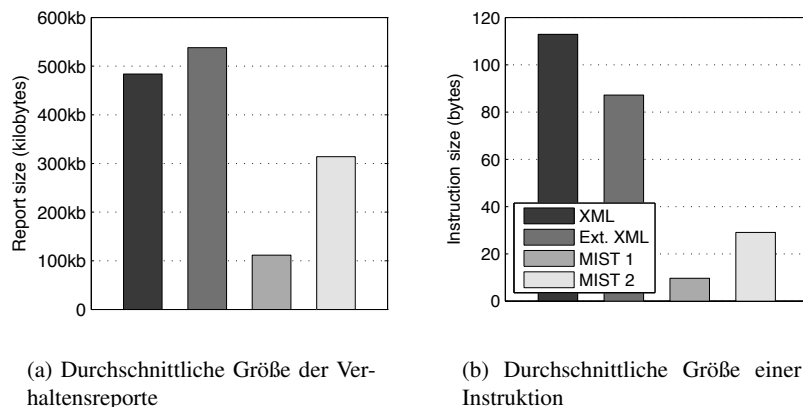 600kb
500kb
400kb
300kb
200kb
100kb
0
Report size (kilobytes)
120
100
80
60
40
20
0
Instruction size (bytes)
XML
Ext. XML
MIST 1
MIST 2
(a) Durchschnittliche Größe der Ver-
haltensreporte
(b) Durchschnittliche Größe einer
Instruktion